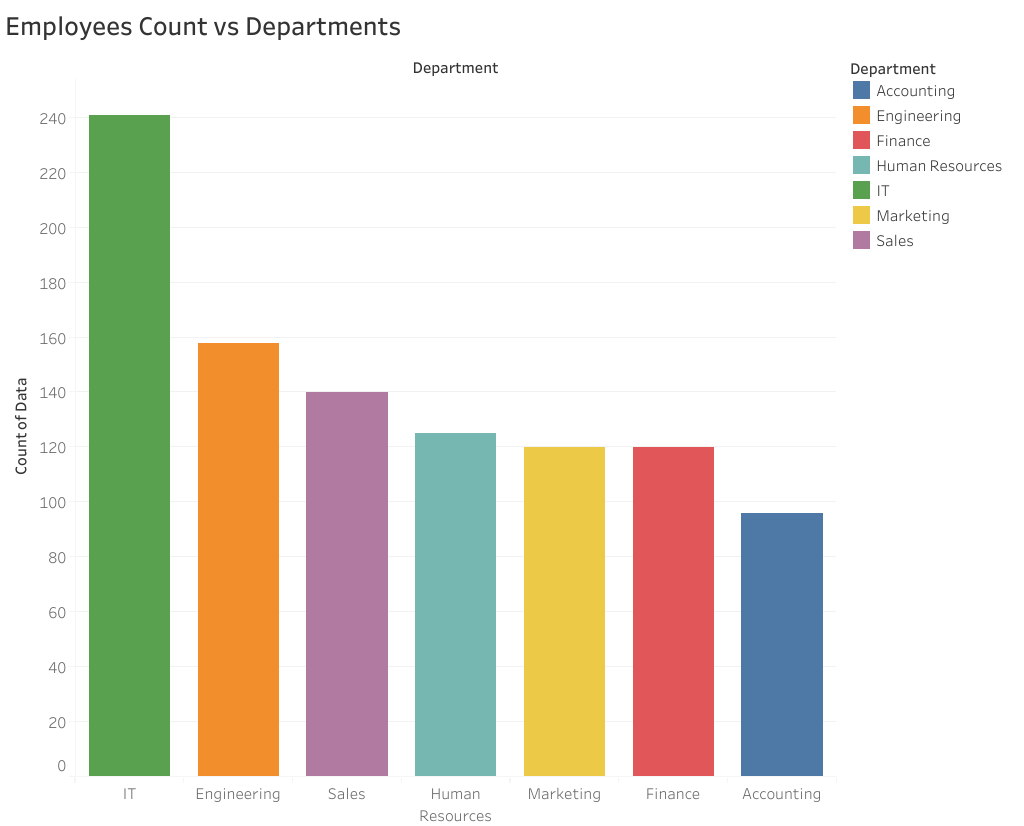 Employees Count vs Departments
Department
Count of Data
240
220
200
180
160
140
120
100
80
60
40
20
0
IT
Engineering
Sales
Human
Resources
Marketing
Finance
Accounting
Department
Accounting
Engineering
Finance
Human Resources
IT
Marketing
Sales